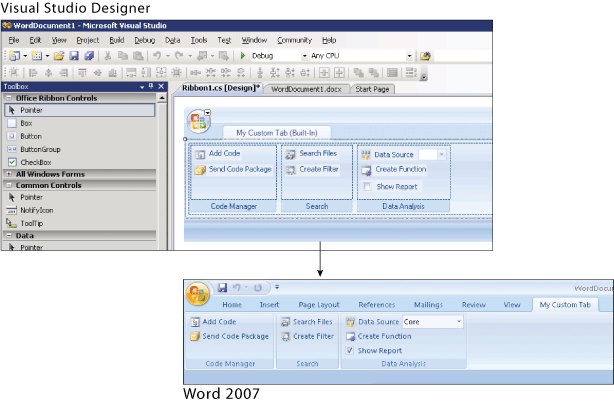 Visual Studio Designer
WordDocument1 - Microsoft Visual Studio
File Edit View Project Build Debug Data Tools Test Window Community Help
Debug Any CPU
Toolbox
Ribbon1.cs [Design]* WordDocument1.docx Start Page
Office Ribbon Controls
Pointer
Box
Button
ButtonGroup
CheckBox
All Windows Forms
Common Controls
Pointer
NotifyIcon
ToolTip
Data
Pointer
My Custom Tab (Built-In)
Add Code Search Files Data Source
Send Code Package Create Filter Create Function
Show Report
Code Manager Search Data Analysis
WordDocu
Home Insert Page Layout References Mailings Review View My Custom Tab
Add Code Search Files Data Source Core
Send Code Package Create Filter Create Function
Show Report
Code Manager Search Data Analysis
Word 2007